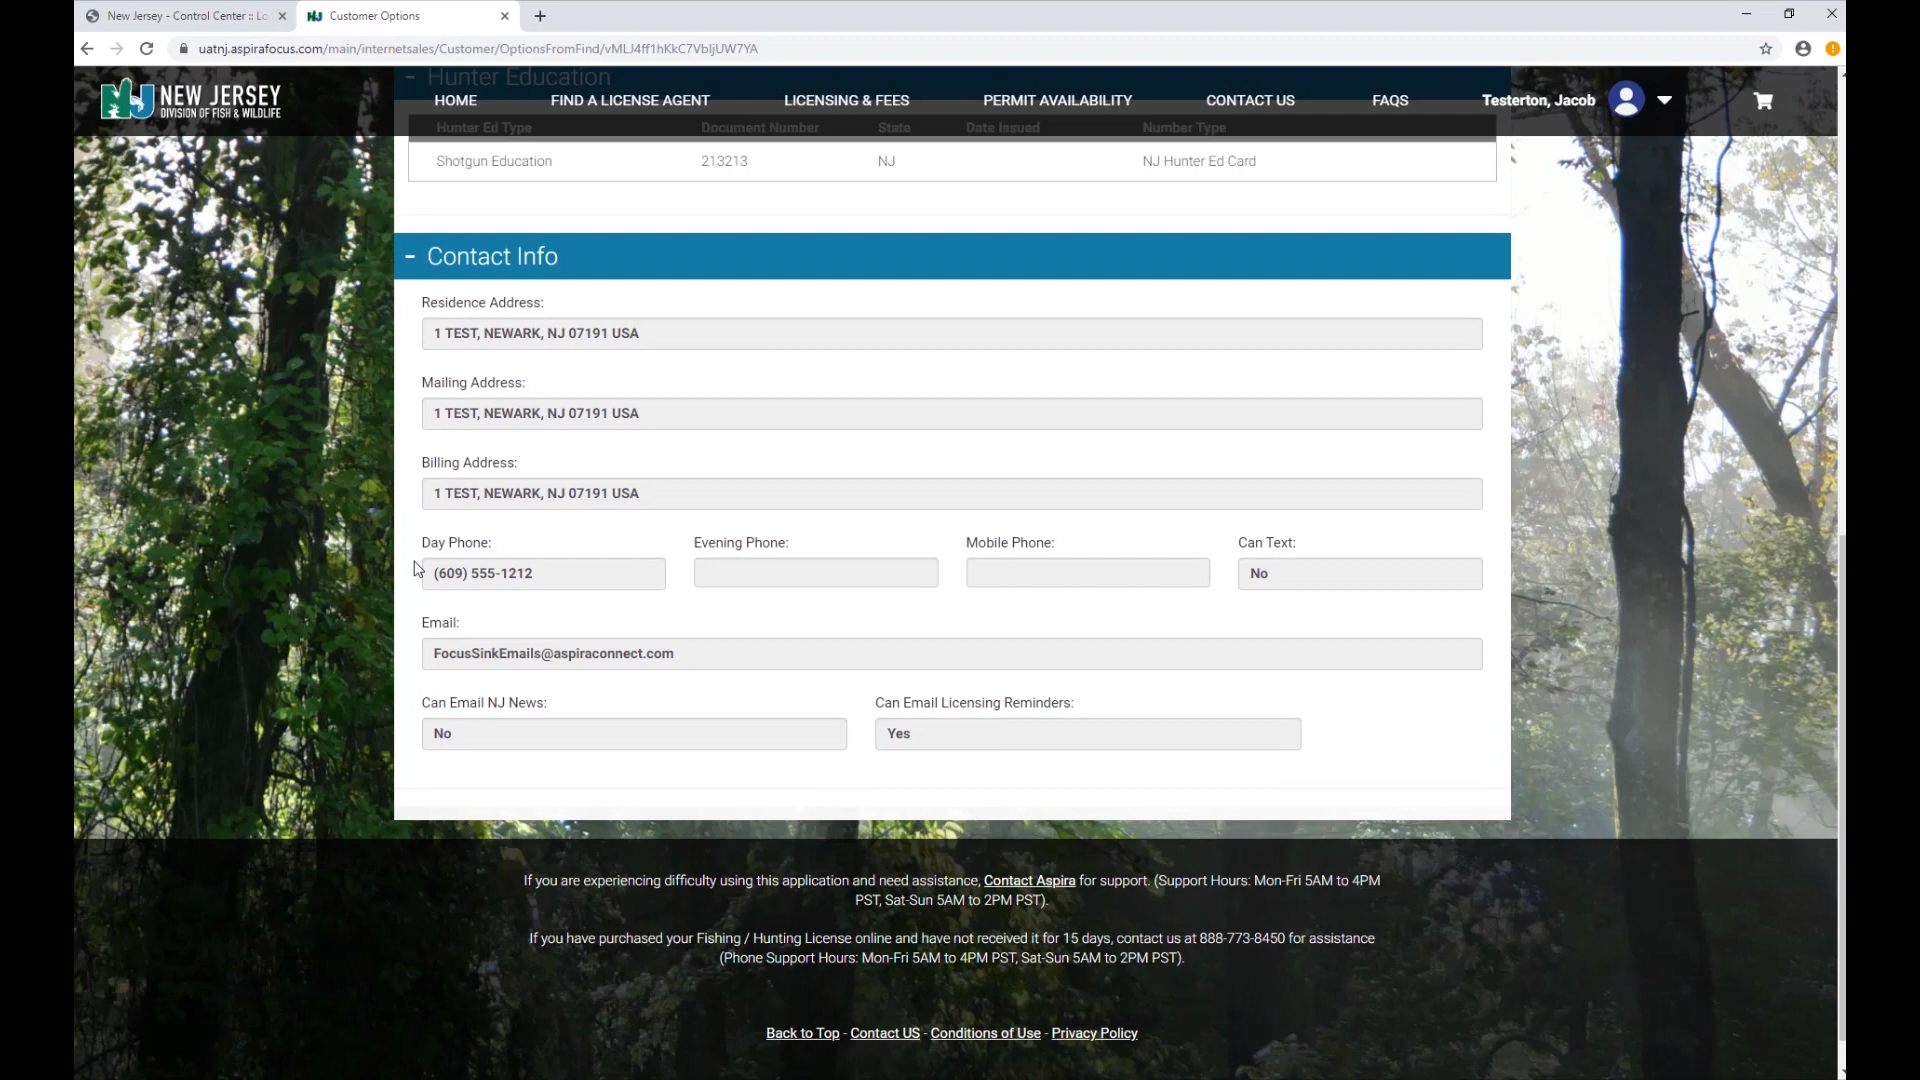 New Jersey - Control Center :: Lo
Customer Options
uatnj.aspirafocus.com/main/internetsales/Customer/OptionsFromFind/vMLJ4ff1hKkC7VbljUW7YA
- Hunter Education
NJ NEW JERSEY
DIVISION OF FISH & WILDLIFE
HOME FIND A LICENSE AGENT LICENSING & FEES PERMIT AVAILABILITY CONTACT US FAQS Testerton, Jacob
Hunter Ed Type Document Number State Date Issued Number Type
Shotgun Education 213213 NJ NJ Hunter Ed Card
- Contact Info
Residence Address:
1 TEST, NEWARK, NJ 07191 USA
Mailing Address:
1 TEST, NEWARK, NJ 07191 USA
Billing Address:
1 TEST, NEWARK, NJ 07191 USA
Day Phone: Evening Phone: Mobile Phone: Can Text:
(609) 555-1212 No
Email:
FocusSinkEmails@aspiraconnect.com
Can Email NJ News: Can Email Licensing Reminders:
No Yes
If you are experiencing difficulty using this application and need assistance, Contact Aspira for support. (Support Hours: Mon-Fri 5AM to 4PM
PST, Sat-Sun 5AM to 2PM PST).
If you have purchased your Fishing / Hunting License online and have not received it for 15 days, contact us at 888-773-8450 for assistance
(Phone Support Hours: Mon-Fri 5AM to 4PM PST, Sat-Sun 5AM to 2PM PST).
Back to Top - Contact US - Conditions of Use - Privacy Policy